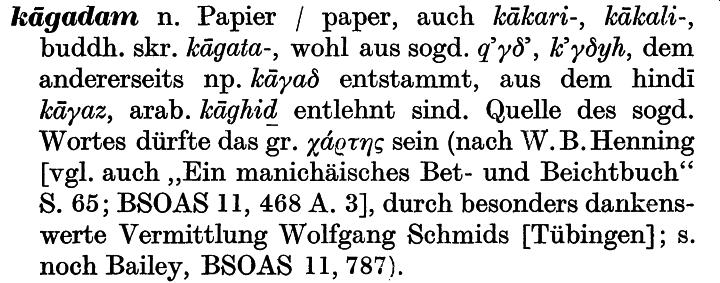 kāgadam n. Papier / paper, auch kākari-, kākali-,
buddh. skr. kāgata-, wohl aus sogd. q’γδ’, k’γδyh, dem
andererseits np. kāγaδ entstammt, aus dem hindī
kāγaz, arab. kāghiḏ entlehnt sind. Quelle des sogd.
Wortes dürfte das gr. χάρτης sein (nach W. B. Henning
[vgl. auch „Ein manichäisches Bet- und Beichtbuch“
S. 65; BSOAS 11, 468 A. 3], durch besonders dankens-
werte Vermittlung Wolfgang Schmids [Tübingen]; s.
noch Bailey, BSOAS 11, 787).